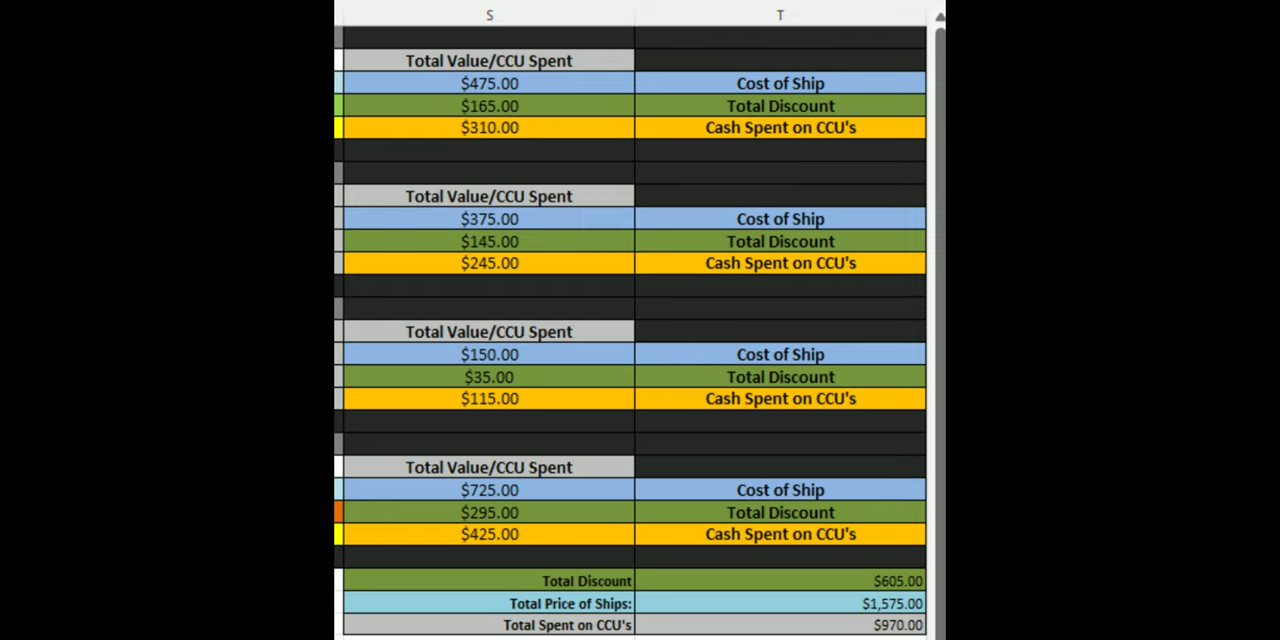 S T
Total Value/CCU Spent
$475.00 Cost of Ship
$165.00 Total Discount
$310.00 Cash Spent on CCU's
Total Value/CCU Spent
$375.00 Cost of Ship
$145.00 Total Discount
$245.00 Cash Spent on CCU's
Total Value/CCU Spent
$150.00 Cost of Ship
$35.00 Total Discount
$115.00 Cash Spent on CCU's
Total Value/CCU Spent
$725.00 Cost of Ship
$295.00 Total Discount
$425.00 Cash Spent on CCU's
Total Discount $605.00
Total Price of Ships: $1,575.00
Total Spent on CCU's $970.00